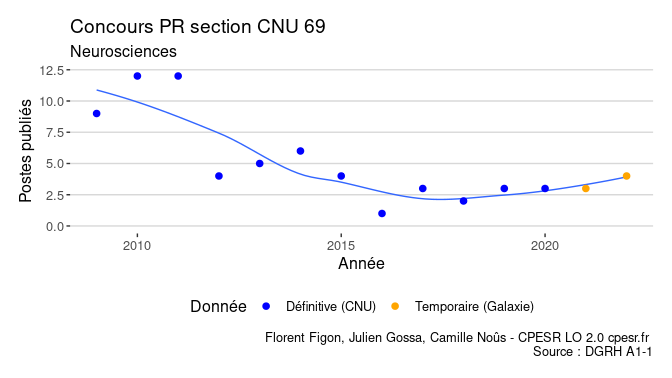 Concours PR section CNU 69
Neurosciences
Postes publiés
12.5
10.0
7.5
5.0
2.5
0.0
2010 2015 2020
Année
Donnée Définitive (CNU) Temporaire (Galaxie)
Florent Figon, Julien Gossa, Camille Noûs - CPESR LO 2.0 cpesr.fr
Source : DGRH A1-1